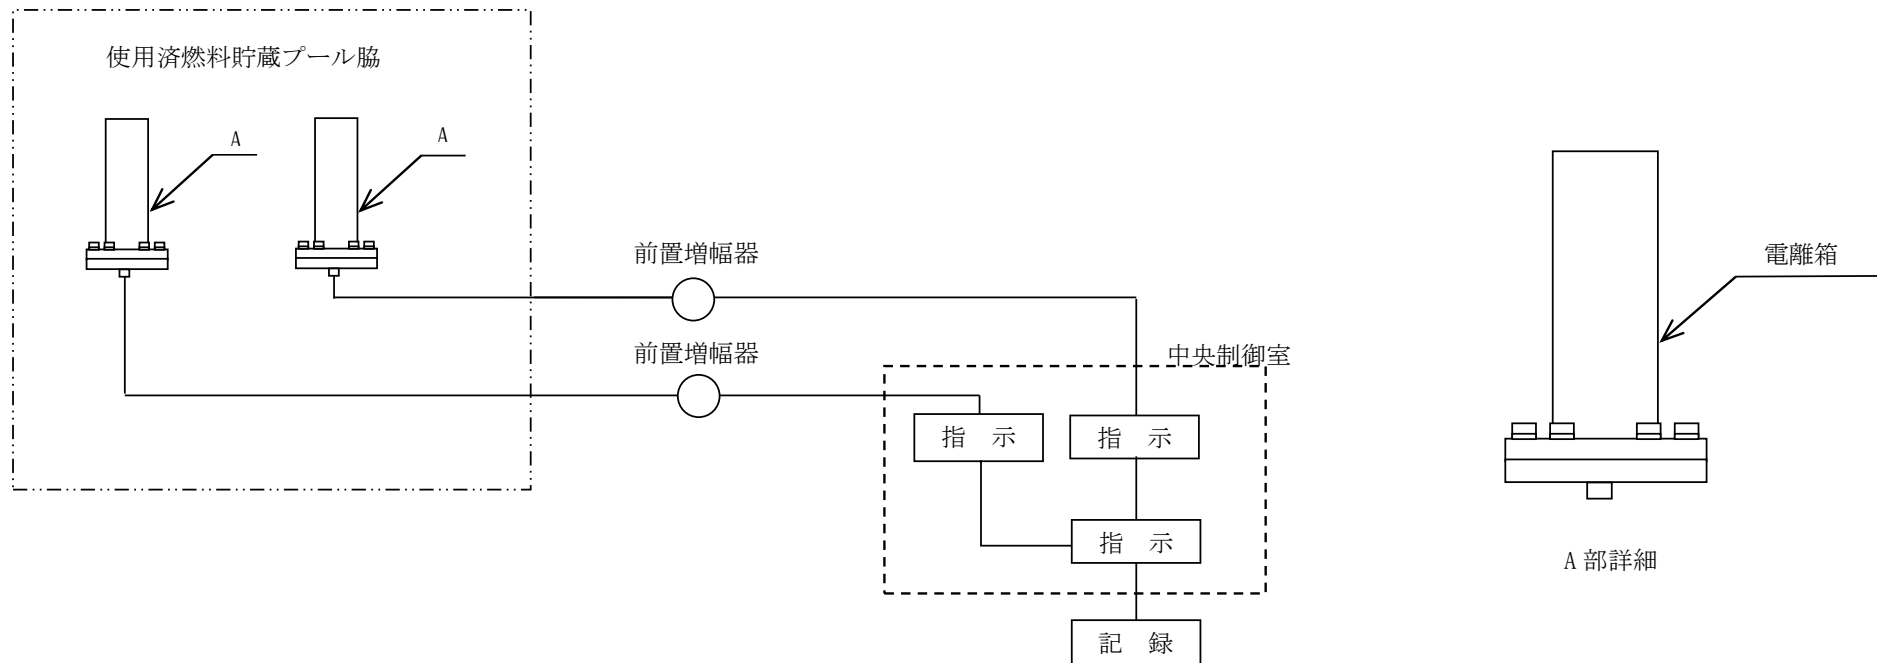 使用済燃料貯蔵プール脇
A
A
前置増幅器
前置増幅器
中央制御室
指 示
指 示
指 示
記 録
電離箱
A 部詳細